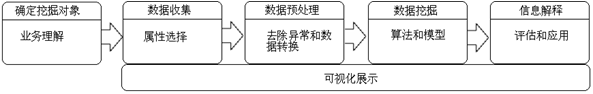 确定挖掘对象
业务理解
数据收集
属性选择
数据预处理
去除异常和数
据转换
数据挖掘
算法和模型
信息解释
评估和应用
可视化展示